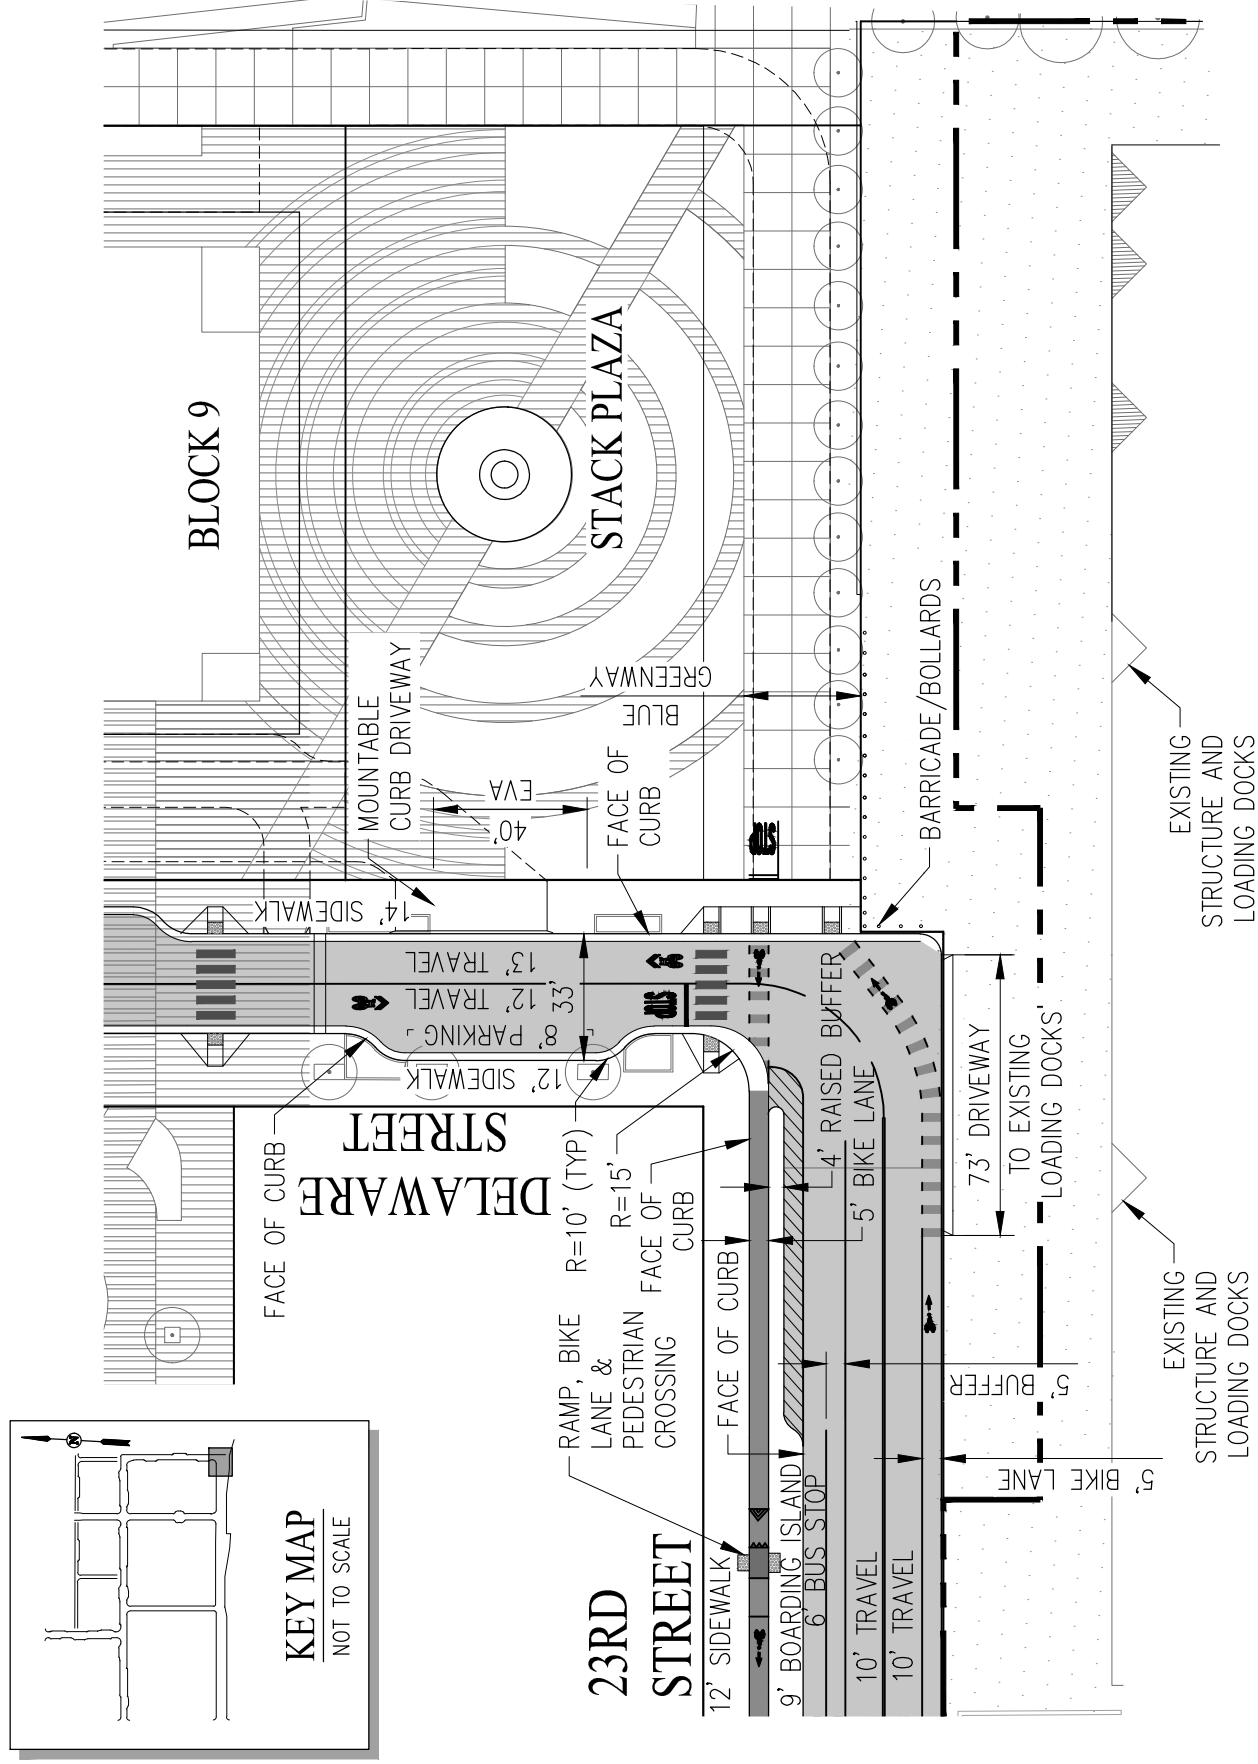 BLOCK 9
STACK PLAZA
MOUNTABLE
CURB DRIVEWAY
BLUE
GREENWAY
40'
EVA
FACE OF
CURB
BARRICADE/BOLLARDS
14' SIDEWALK
13' TRAVEL
12' TRAVEL
8' PARKING
33'
12' SIDEWALK
STOP
STOP
DELAWARE
STREET
FACE OF CURB
R=10' (TYP)
R=15'
FACE OF
CURB
4' RAISED BUFFER
5' BIKE LANE
73' DRIVEWAY
TO EXISTING
LOADING DOCKS
EXISTING
STRUCTURE AND
LOADING DOCKS
EXISTING
STRUCTURE AND
LOADING DOCKS
RAMP, BIKE
LANE &
PEDESTRIAN
CROSSING
FACE OF CURB
5' BUFFER
5' BIKE LANE
23RD
STREET
12' SIDEWALK
9' BOARDING ISLAND
6' BUS STOP
10' TRAVEL
10' TRAVEL
KEY MAP
NOT TO SCALE
N